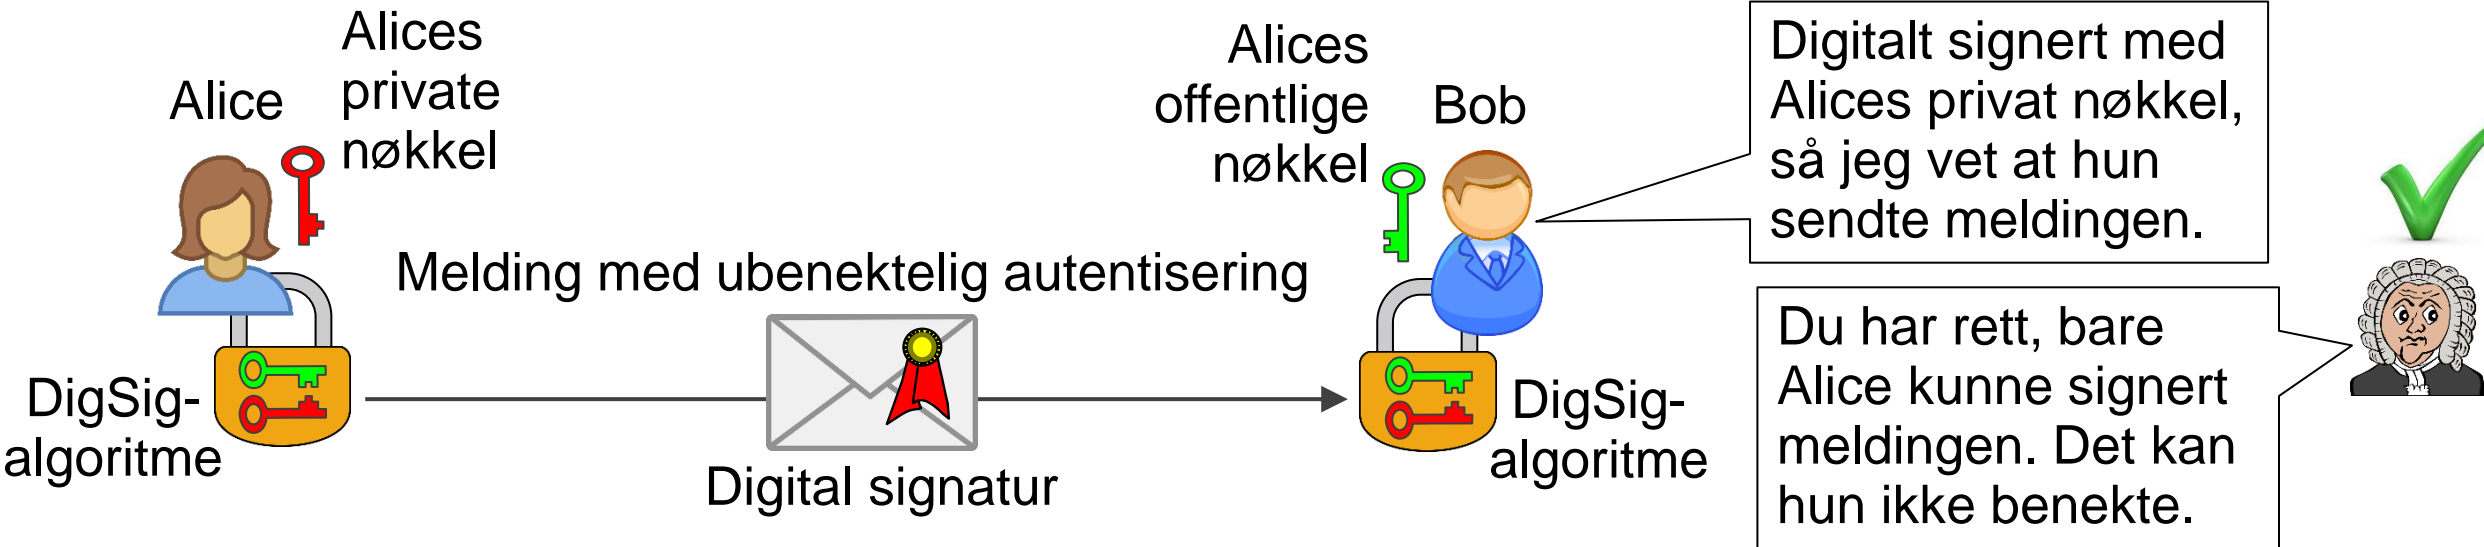 Alice
Alices
private
nøkkel
DigSig-
algoritme
Melding med ubenektelig autentisering
Digital signatur
Alices
offentlige
nøkkel
Bob
DigSig-
algoritme
Digitalt signert med
Alices privat nøkkel,
så jeg vet at hun
sendte meldingen.
Du har rett, bare
Alice kunne signert
meldingen. Det kan
hun ikke benekte.